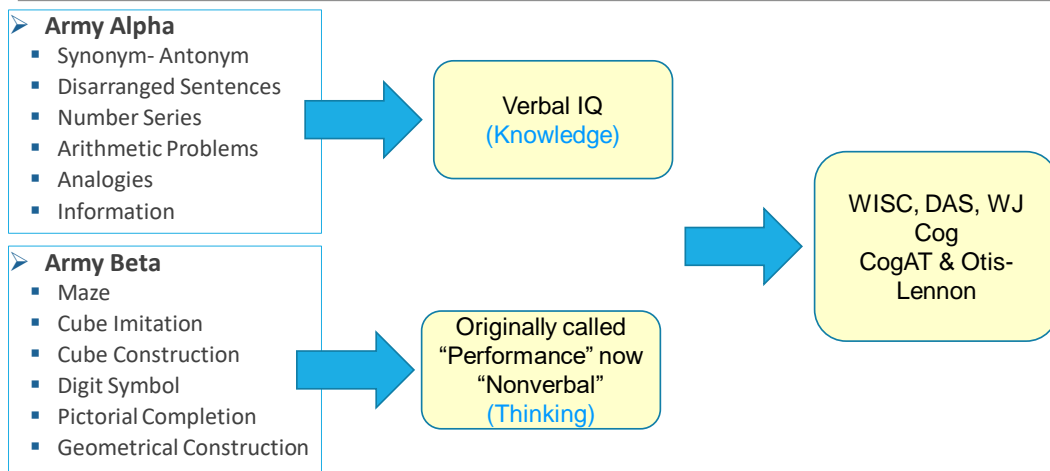 Army Alpha
Synonym- Antonym
Disarranged Sentences
Number Series
Arithmetic Problems
Analogies
Information
Army Beta
Maze
Cube Imitation
Cube Construction
Digit Symbol
Pictorial Completion
Geometrical Construction
Verbal IQ
(Knowledge)
Originally called
“Performance” now
“Nonverbal”
(Thinking)
WISC, DAS, WJ
Cog
CogAT & Otis-
Lennon